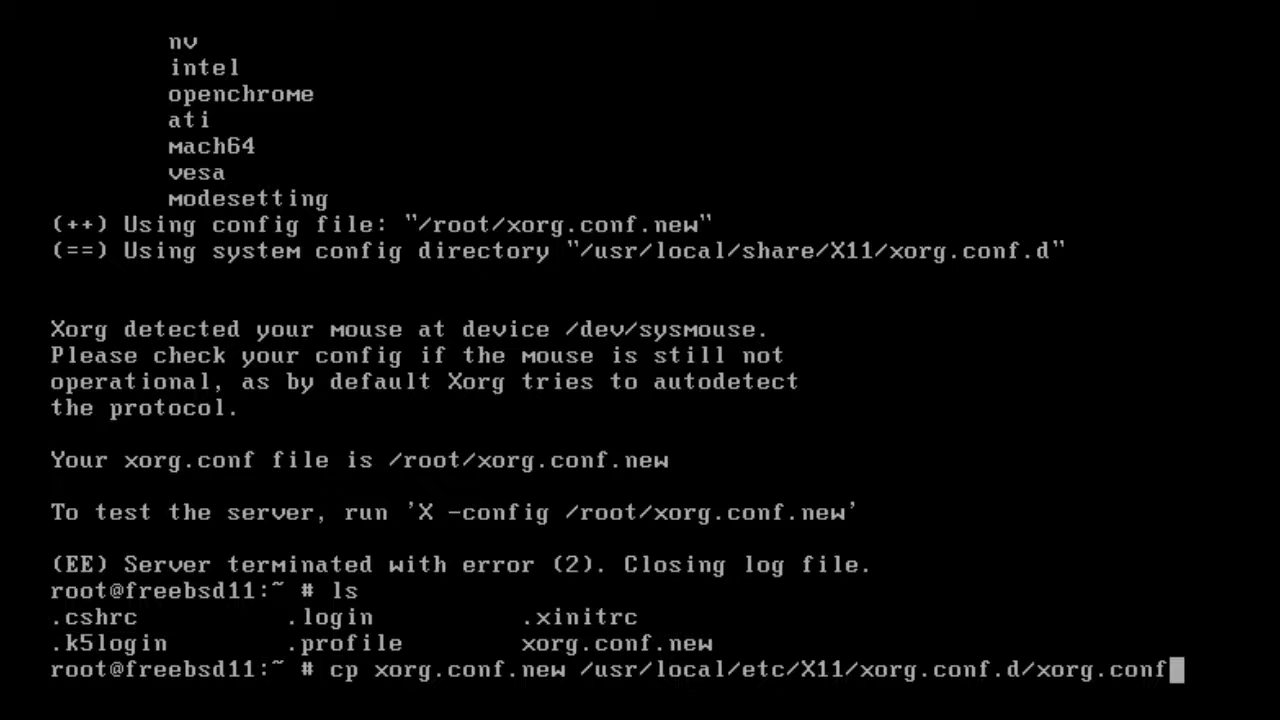 nv
intel
openchrome
ati
mach64
vesa
modesetting
(++) Using config file: "/root/xorg.conf.new"
(==) Using system config directory "/usr/local/share/X11/xorg.conf.d"
Xorg detected your mouse at device /dev/sysmouse.
Please check your config if the mouse is still not
operational, as by default Xorg tries to autodetect
the protocol.
Your xorg.conf file is /root/xorg.conf.new
To test the server, run 'X -config /root/xorg.conf.new'
(EE) Server terminated with error (2). Closing log file.
root@freebsd11:~ # ls
.cshrc .login .xinitrc
.k5login .profile xorg.conf.new
root@freebsd11:~ # cp xorg.conf.new /usr/local/etc/X11/xorg.conf.d/xorg.conf